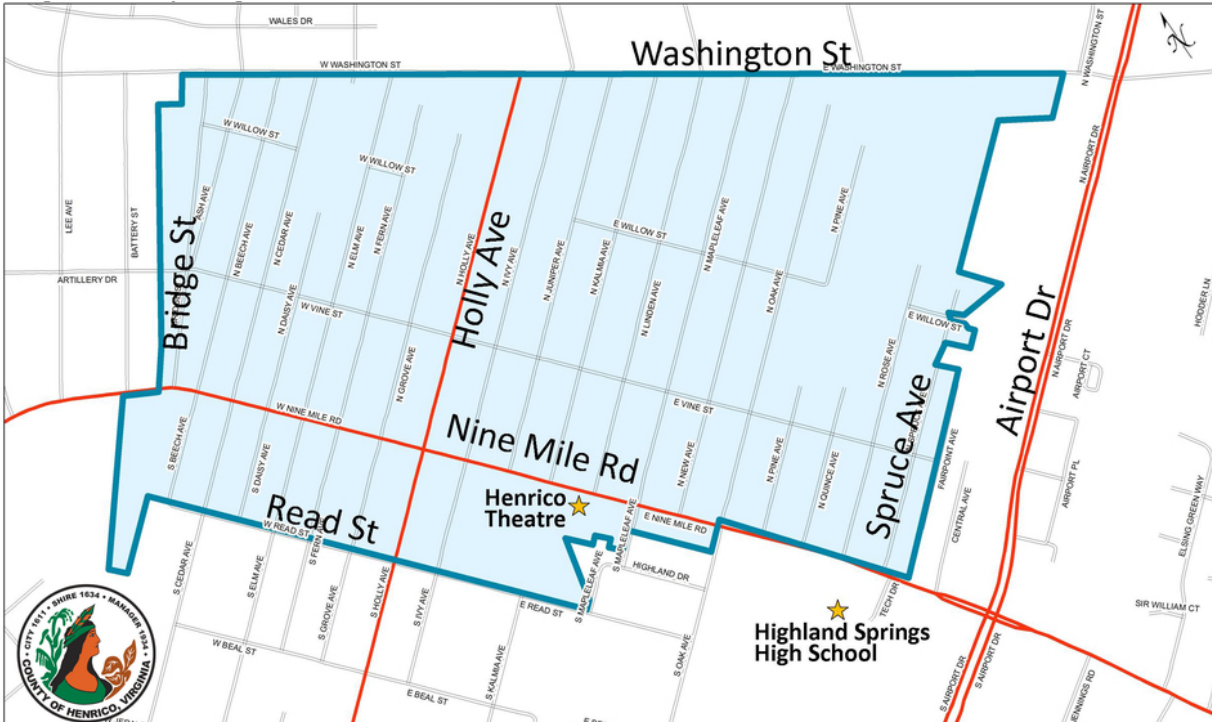 WALES DR
Washington St
W WASHINGTON ST
E WASHINGTON ST
N WASHINGTON ST
N AIRPORT DR
W WILLOW ST
W WILLOW ST
LEE AVE
BATTERY ST
ASH AVE
N BEECH AVE
N CEDAR AVE
N ELM AVE
N FERN AVE
N HOLLY AVE
N IVY AVE
N JUNIPER AVE
N KALMIA AVE
E WILLOW ST
N MAPLELEAF AVE
N PINE AVE
N LINDEN AVE
N OAK AVE
ARTILLERY DR
Bridge St
N DAISY AVE
W VINE ST
Holly Ave
N GROVE AVE
E WILLOW ST
N ROSE AVE
Airport Dr
N AIRPORT DR
AIRPORT CT
HODDER LN
W NINE MILE RD
Nine Mile Rd
E VINE ST
Spruce Ave
FAIRPOINT AVE
S BEECH AVE
S DAISY AVE
N NEW AVE
N PINE AVE
N QUINCE AVE
CENTRAL AVE
AIRPORT PL
ELSING GREEN WAY
Read St
W READ ST
S FERN AVE
Henrico
Theatre
E NINE MILE RD
S MAPLELEAF AVE
S CEDAR AVE
S ELM AVE
S GROVE AVE
S HOLLY AVE
S IVY AVE
E READ ST
S MAPLELEAF AVE
HIGHLAND DR
TECH DR
SIR WILLIAM CT
Highland Springs
High School
W BEAL ST
E BEAL ST
S KALMIA AVE
S OAK AVE
S AIRPORT DR
S AIRPORT DR
JENNINGS RD
CITY 1611 • SHIRE 1634 • MANAGER 1934
COUNTY OF HENRICO, VIRGINIA